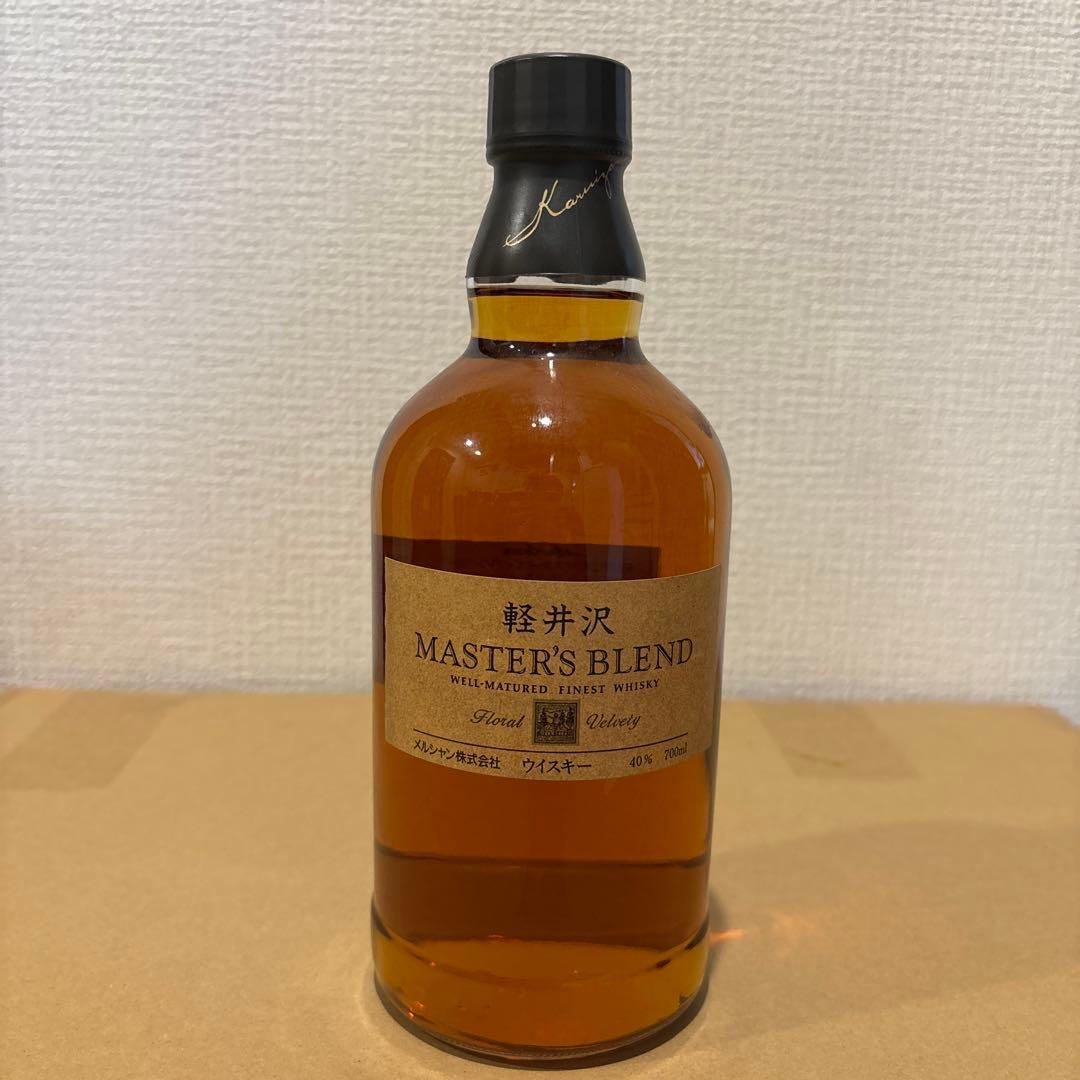 軽井沢
MASTER'S BLEND
WELL-MATURED FINEST WHISKY
Floral Velvety
メルシャン株式会社 ウイスキー 40% 700ml